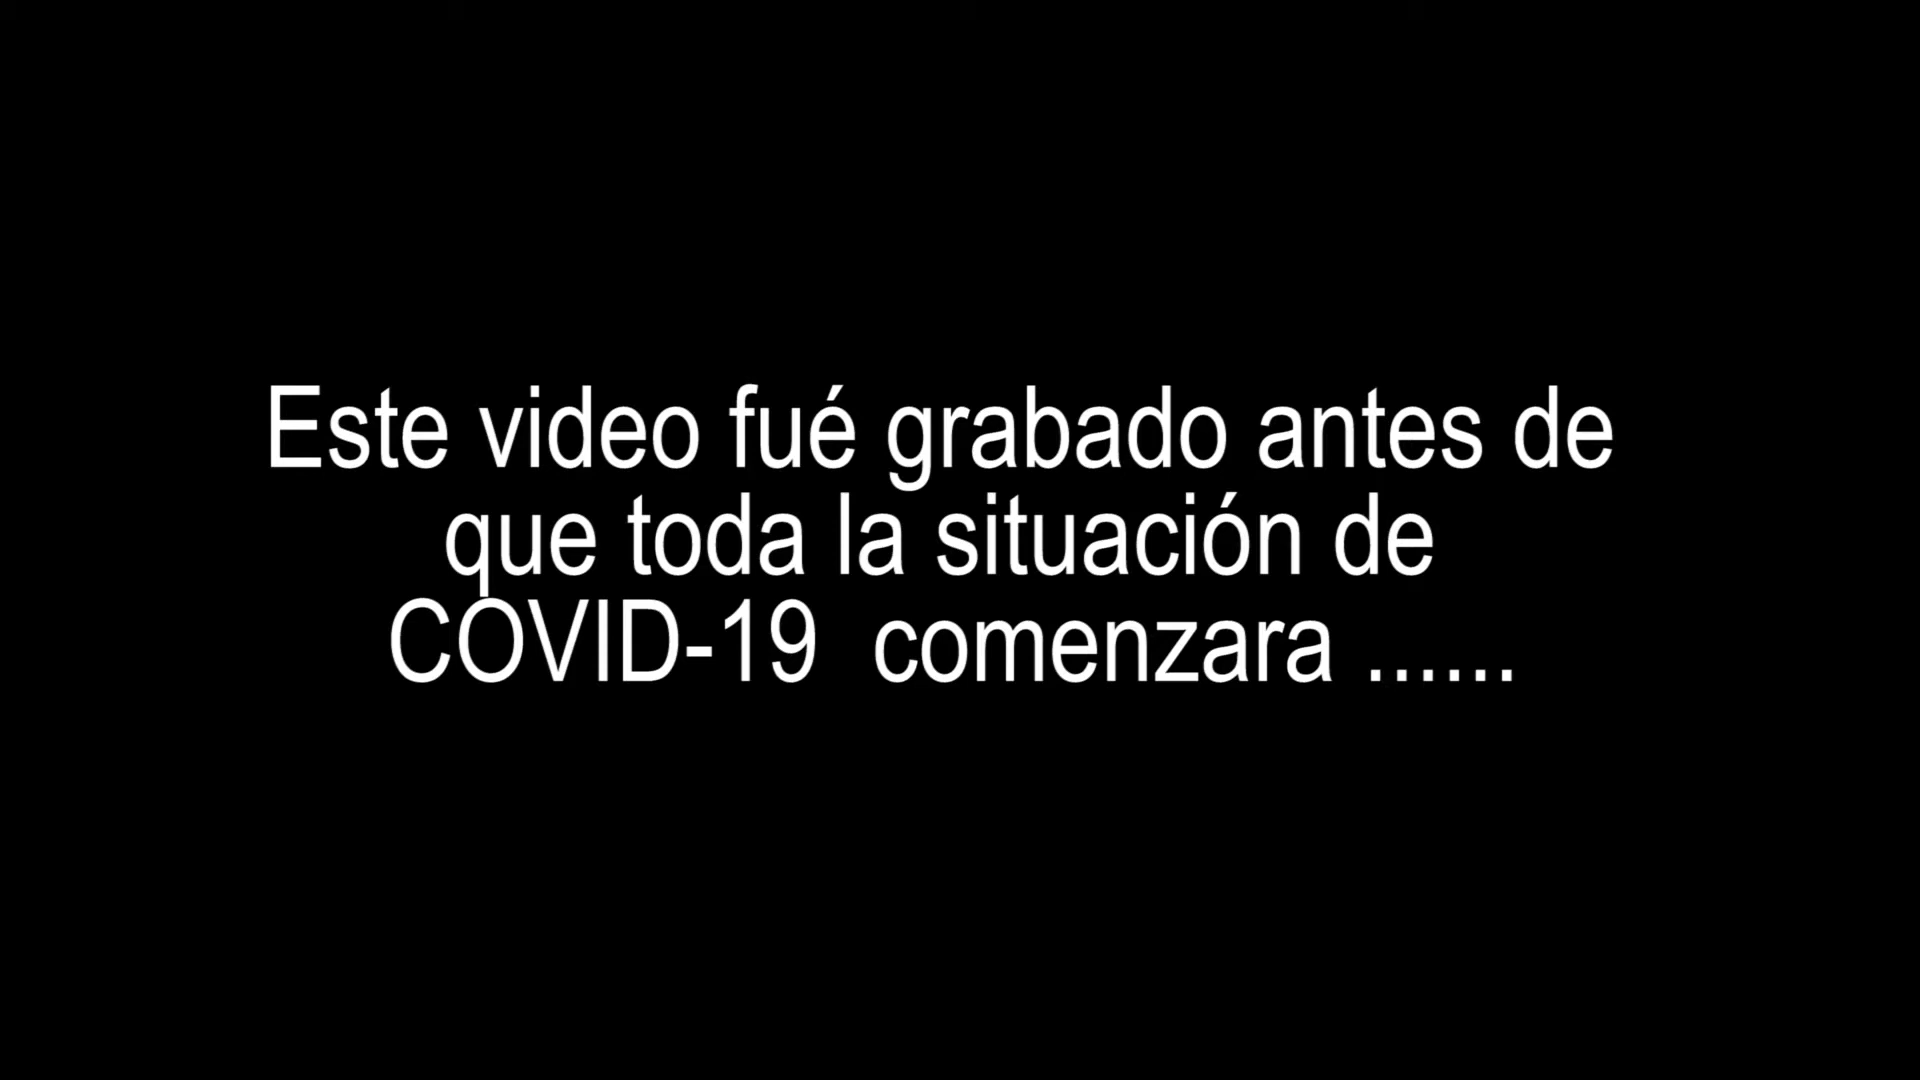 Este video fué grabado antes de
que toda la situación de
COVID-19  comenzara ......